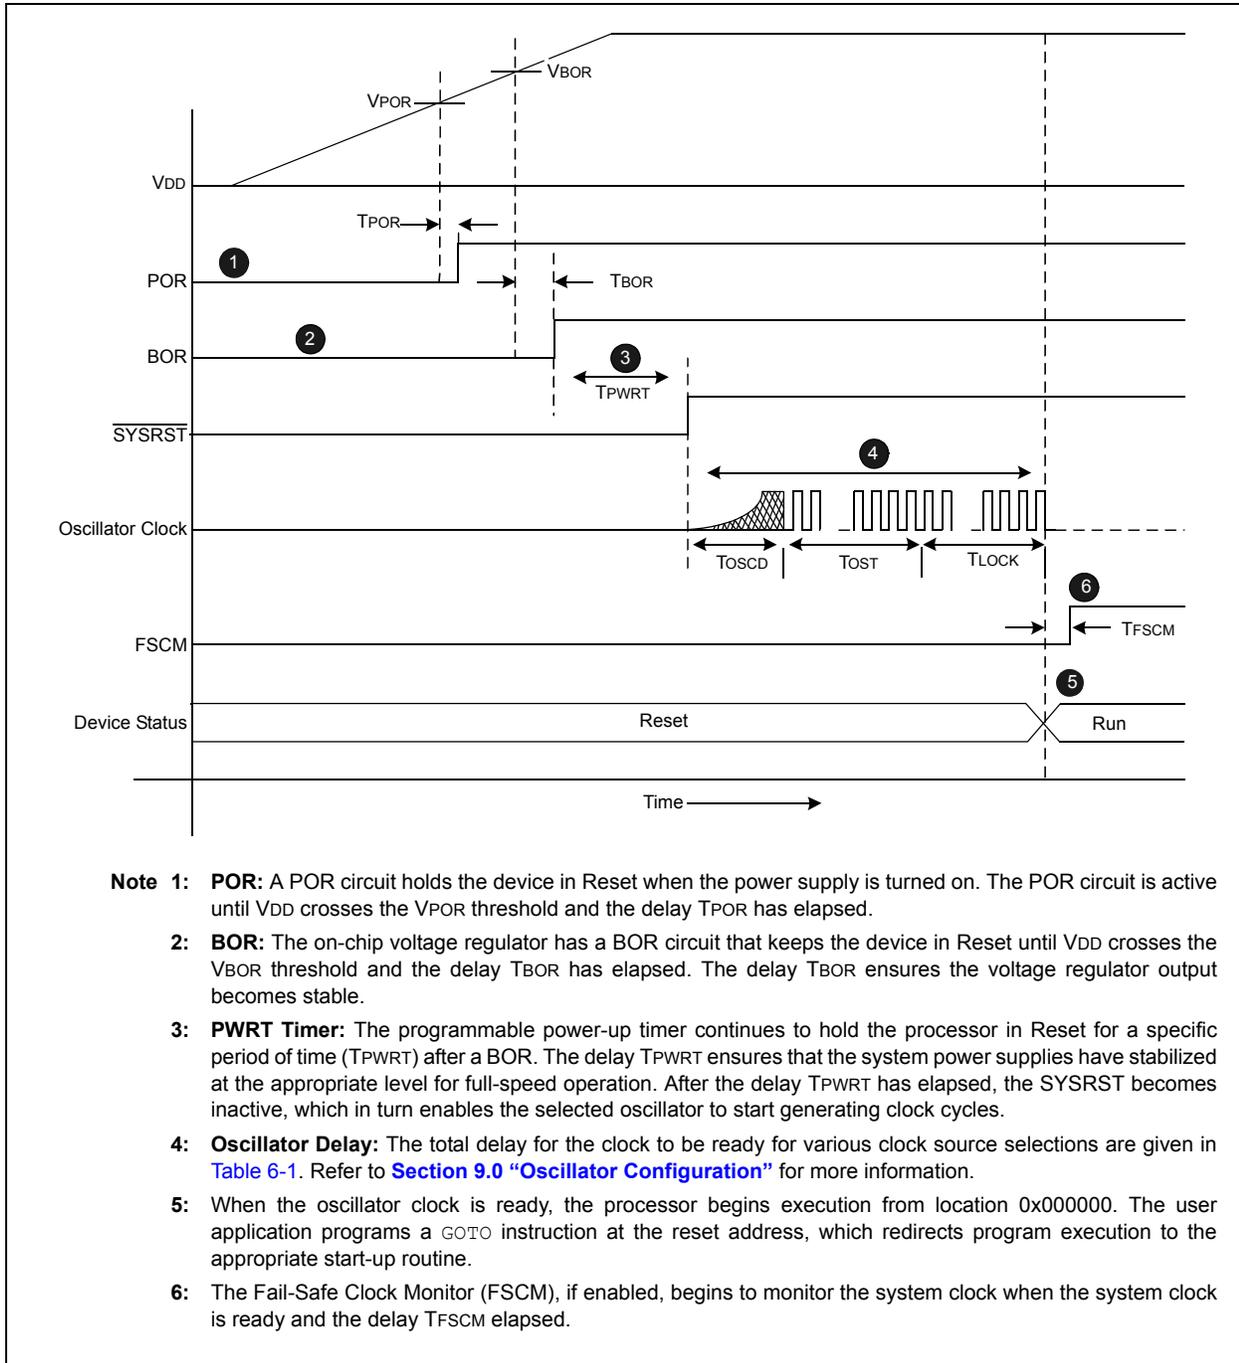 VBOR
VPOR
VDD
TPOR
1
POR
TBOR
2
BOR
3
TPWRT
SYSRST
4
Oscillator Clock
TOSCD
TOST
TLOCK
6
FSCM
TFSCM
5
Device Status
Reset
Run
Time
Note 1: POR: A POR circuit holds the device in Reset when the power supply is turned on. The POR circuit is active
until VDD crosses the VPOR threshold and the delay TPOR has elapsed.
2: BOR: The on-chip voltage regulator has a BOR circuit that keeps the device in Reset until VDD crosses the
VBOR threshold and the delay TBOR has elapsed. The delay TBOR ensures the voltage regulator output
becomes stable.
3: PWRT Timer: The programmable power-up timer continues to hold the processor in Reset for a specific
period of time (TPWRT) after a BOR. The delay TPWRT ensures that the system power supplies have stabilized
at the appropriate level for full-speed operation. After the delay TPWRT has elapsed, the SYSRST becomes
inactive, which in turn enables the selected oscillator to start generating clock cycles.
4: Oscillator Delay: The total delay for the clock to be ready for various clock source selections are given in
Table 6-1. Refer to Section 9.0 “Oscillator Configuration” for more information.
5: When the oscillator clock is ready, the processor begins execution from location 0x000000. The user
application programs a GOTO instruction at the reset address, which redirects program execution to the
appropriate start-up routine.
6: The Fail-Safe Clock Monitor (FSCM), if enabled, begins to monitor the system clock when the system clock
is ready and the delay TFSCM elapsed.